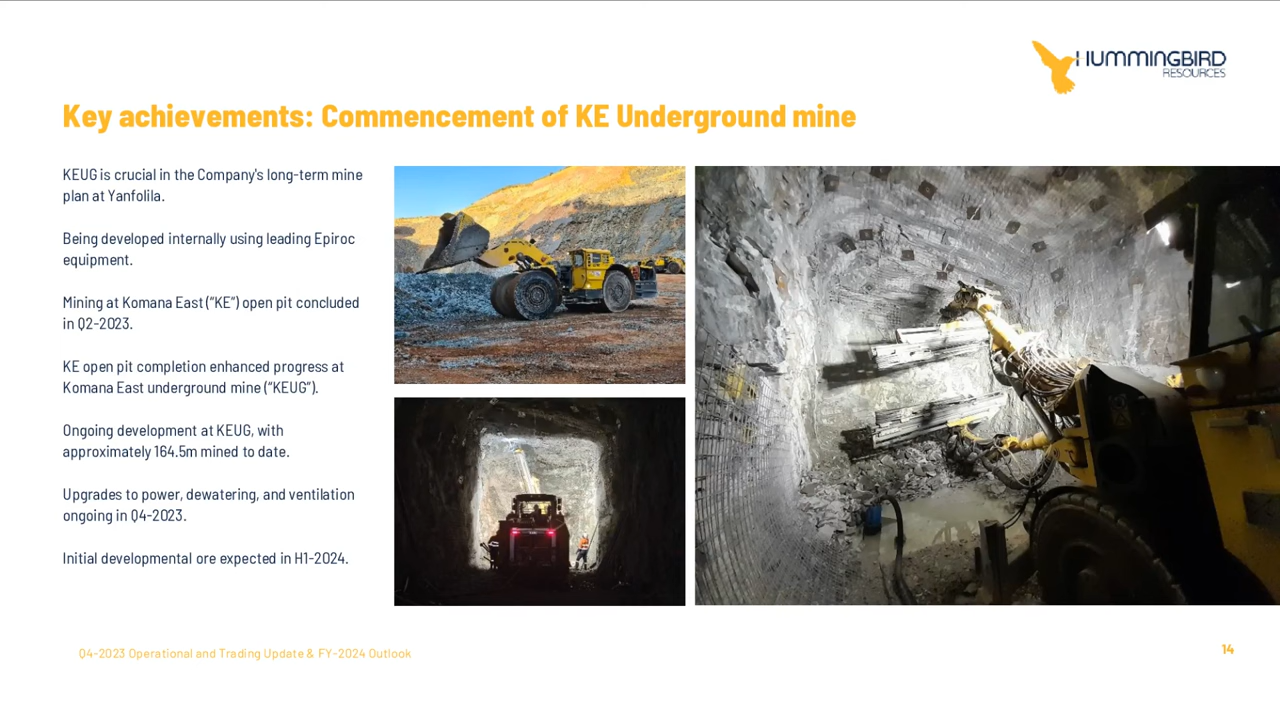 HUMMINGBIRD
RESOURCES
Key achievements: Commencement of KE Underground mine
KEUG is crucial in the Company's long-term mine
plan at Yanfolila.
Being developed internally using leading Epiroc
equipment.
Mining at Komana East (“KE”) open pit concluded
in Q2-2023.
KE open pit completion enhanced progress at
Komana East underground mine (“KEUG”).
Ongoing development at KEUG, with
approximately 164.5m mined to date.
Upgrades to power, dewatering, and ventilation
ongoing in Q4-2023.
Initial developmental ore expected in H1-2024.
Q4-2023 Operational and Trading Update & FY-2024 Outlook
14